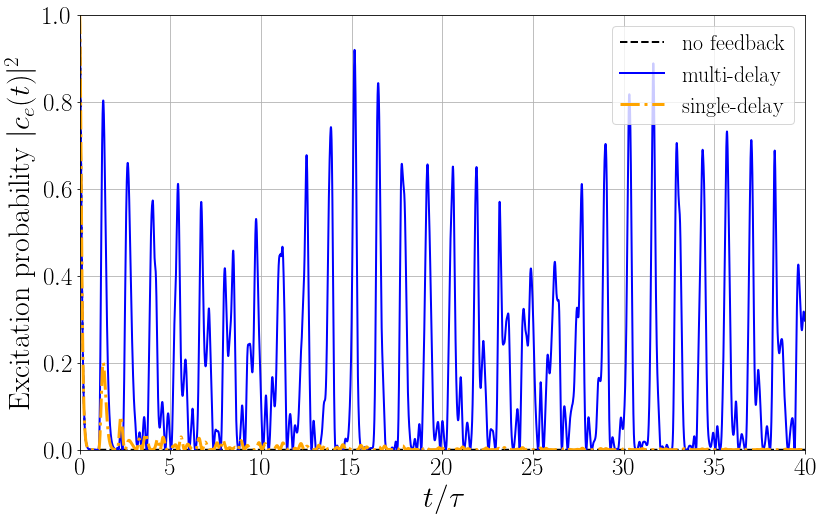 1.0
0.8
0.6
0.4
0.2
0.0
Excitation probability |c_e(t)|^2
no feedback
multi-delay
single-delay
0 5 10 15 20 25 30 35 40
t/τ